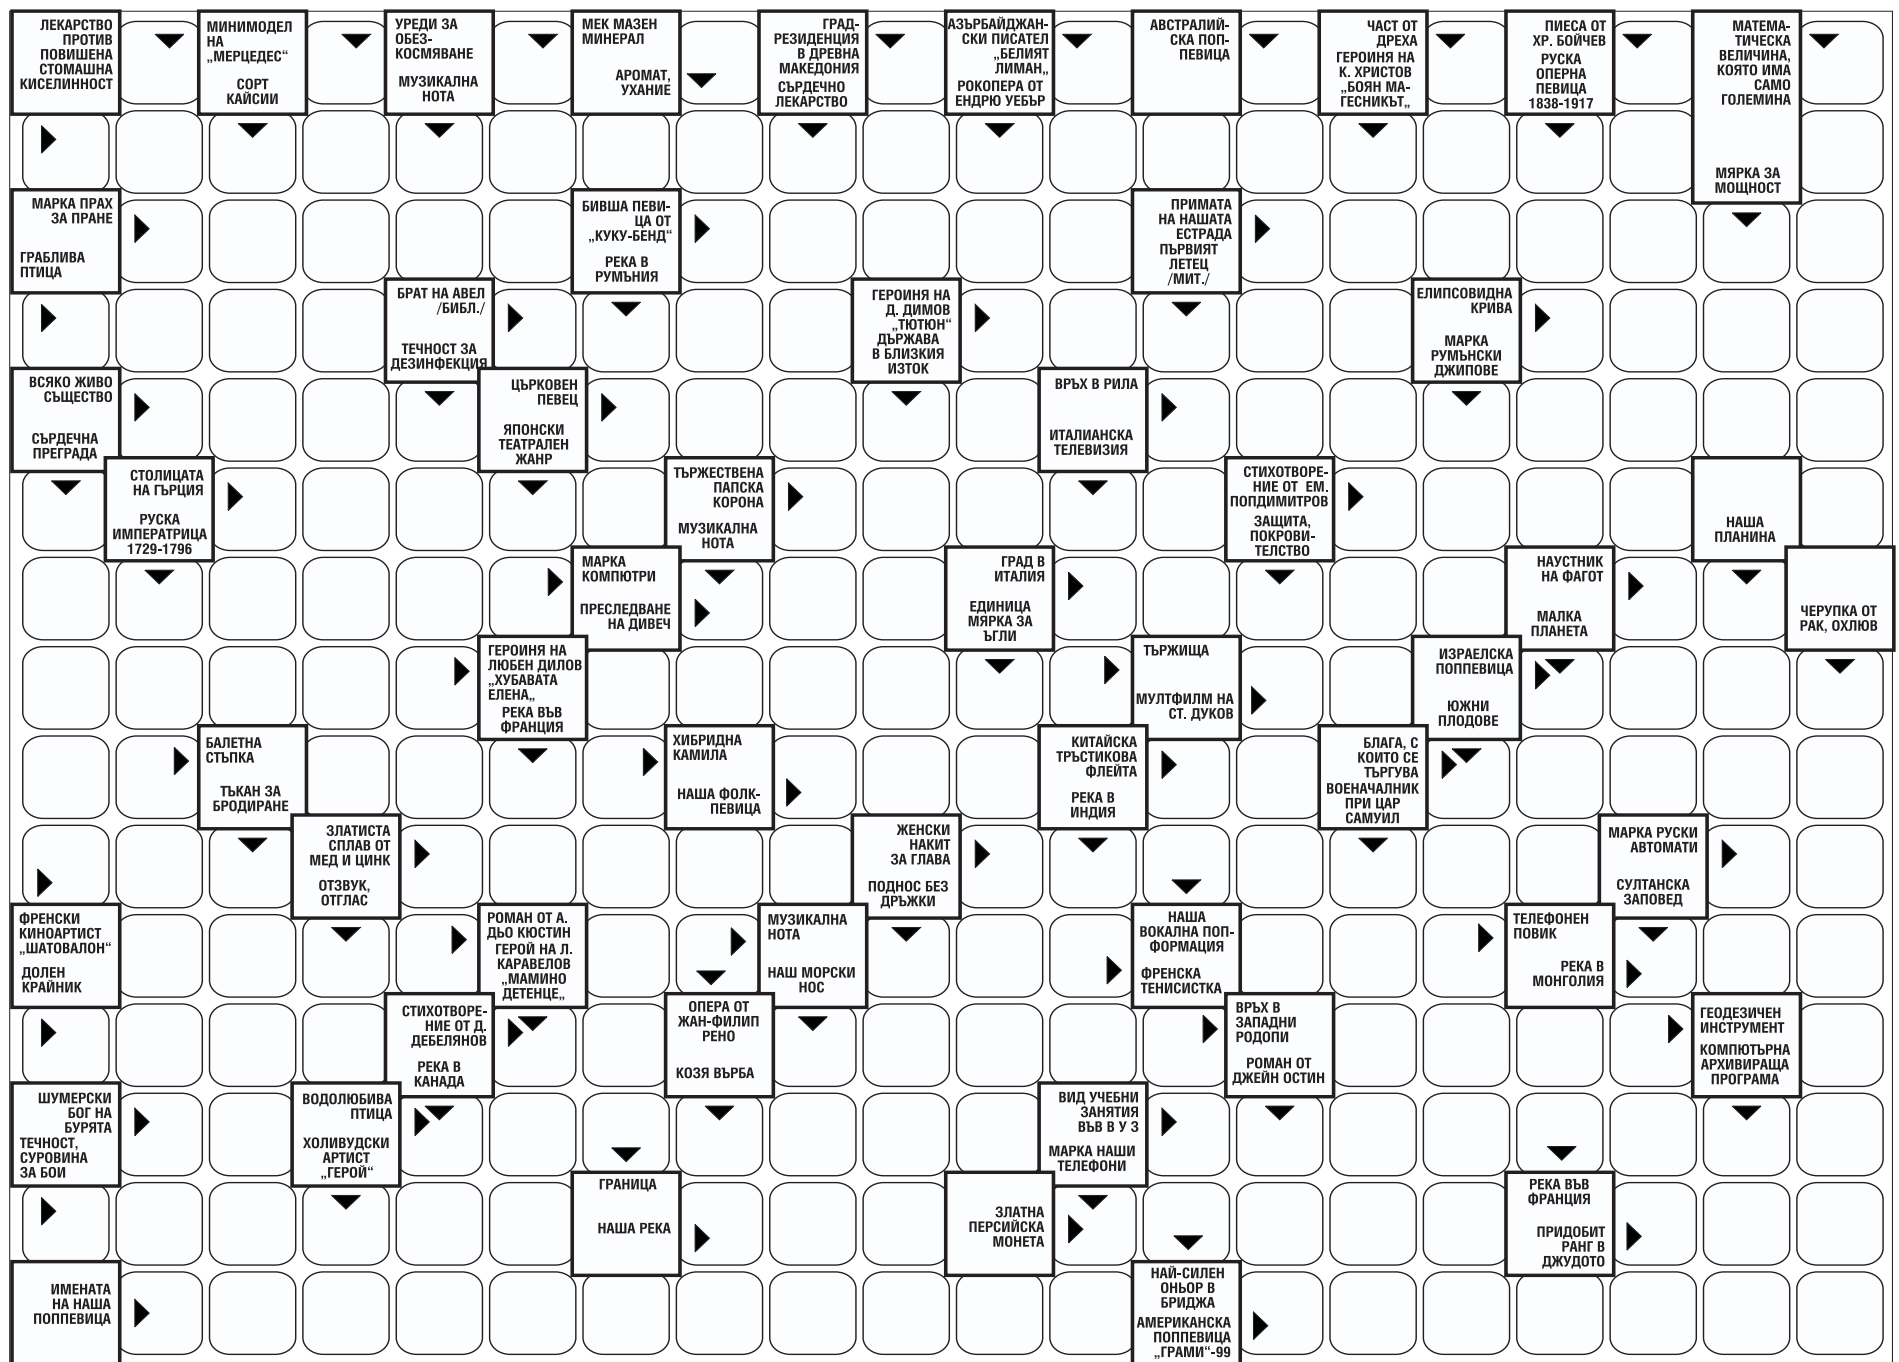 ЛЕКАРСТВО
ПРОТИВ
ПОВИШЕНА
СТОМАШНА
КИСЕЛИННОСТ
МИНИМОДЕЛ
НА
„МЕРЦЕДЕС“
СОРТ
КАЙСИИ
УРЕДИ ЗА
ОБЕЗ-
КОСМЯВАНЕ
МУЗИКАЛНА
НОТА
МЕК МАЗЕН
МИНЕРАЛ
АРОМАТ,
УХАНИЕ
ГРАД-
РЕЗИДЕНЦИЯ
В ДРЕВНА
МАКЕДОНИЯ
СЪРДЕЧНО
ЛЕКАРСТВО
АЗЪРБАЙДЖАН-
СКИ ПИСАТЕЛ
„БЕЛИЯТ
ЛИМАН„
РОКОПЕРА ОТ
ЕНДРЮ УЕБЪР
АВСТРАЛИЙ-
СКА ПОП-
ПЕВИЦА
ЧАСТ ОТ
ДРЕХА
ГЕРОИНЯ НА
К. ХРИСТОВ
„БОЯН МА-
ГЕСНИКЪТ„
ПИЕСА ОТ
ХР. БОЙЧЕВ
РУСКА
ОПЕРНА
ПЕВИЦА
1838-1917
МАТЕМА-
ТИЧЕСКА
ВЕЛИЧИНА,
КОЯТО ИМА
САМО
ГОЛЕМИНА
МЯРКА ЗА
МОЩНОСТ
МАРКА ПРАХ
ЗА ПРАНЕ
ГРАБЛИВА
ПТИЦА
БИВША ПЕВИ-
ЦА ОТ
„КУКУ-БЕНД“
РЕКА В
РУМЪНИЯ
ПРИМАТА
НА НАШАТА
ЕСТРАДА
ПЪРВИЯТ
ЛЕТЕЦ
/МИТ./
БРАТ НА АВЕЛ
/БИБЛ./
ТЕЧНОСТ ЗА
ДЕЗИНФЕКЦИЯ
ГЕРОИНЯ НА
Д. ДИМОВ
„ТЮТЮН“
ДЪРЖАВА
В БЛИЗКИЯ
ИЗТОК
ЕЛИПСОВИДНА
КРИВА
МАРКА
РУМЪНСКИ
ДЖИПОВЕ
ВСЯКО ЖИВО
СЪЩЕСТВО
СЪРДЕЧНА
ПРЕГРАДА
ЦЪРКОВЕН
ПЕВЕЦ
ЯПОНСКИ
ТЕАТРАЛЕН
ЖАНР
ВРЪХ В РИЛА
ИТАЛИАНСКА
ТЕЛЕВИЗИЯ
СТОЛИЦАТА
НА ГЪРЦИЯ
РУСКА
ИМПЕРАТРИЦА
1729-1796
ТЪРЖЕСТВЕНА
ПАПСКА
КОРОНА
МУЗИКАЛНА
НОТА
СТИХОТВОРЕ-
НИЕ ОТ ЕМ.
ПОПДИМИТРОВ
ЗАЩИТА,
ПОКРОВИ-
ТЕЛСТВО
НАША
ПЛАНИНА
МАРКА
КОМПЮТРИ
ПРЕСЛЕДВАНЕ
НА ДИВЕЧ
ГРАД В
ИТАЛИЯ
ЕДИНИЦА
МЯРКА ЗА
ЪГЛИ
НАУСТНИК
НА ФАГОТ
МАЛКА
ПЛАНЕТА
ЧЕРУПКА ОТ
РАК, ОХЛЮВ
ГЕРОИНЯ НА
ЛЮБЕН ДИЛОВ
„ХУБАВАТА
ЕЛЕНА„
РЕКА ВЪВ
ФРАНЦИЯ
ТЪРЖИЩА
МУЛТФИЛМ НА
СТ. ДУКОВ
ИЗРАЕЛСКА
ПОППЕВИЦА
ЮЖНИ
ПЛОДОВЕ
БАЛЕТНА
СТЪПКА
ТЪКАН ЗА
БРОДИРАНЕ
ХИБРИДНА
КАМИЛА
НАША ФОЛК-
ПЕВИЦА
КИТАЙСКА
ТРЪСТИКОВА
ФЛЕЙТА
РЕКА В
ИНДИЯ
БЛАГА, С
КОИТО СЕ
ТЪРГУВА
ВОЕНАЧАЛНИК
ПРИ ЦАР
САМУИЛ
ЗЛАТИСТА
СПЛАВ ОТ
МЕД И ЦИНК
ОТЗВУК,
ОТГЛАС
ЖЕНСКИ
НАКИТ
ЗА ГЛАВА
ПОДНОС БЕЗ
ДРЪЖКИ
МАРКА РУСКИ
АВТОМАТИ
СУЛТАНСКА
ЗАПОВЕД
ФРЕНСКИ
КИНОАРТИСТ
„ШАТОВАЛОН“
ДОЛЕН
КРАЙНИК
РОМАН ОТ А.
ДЬО КЮСТИН
ГЕРОЙ НА Л.
КАРАВЕЛОВ
„МАМИНО
ДЕТЕНЦЕ„
МУЗИКАЛНА
НОТА
НАШ МОРСКИ
НОС
НАША
ВОКАЛНА ПОП-
ФОРМАЦИЯ
ФРЕНСКА
ТЕНИСИСТКА
ТЕЛЕФОНЕН
ПОВИК
РЕКА В
МОНГОЛИЯ
СТИХОТВОРЕ-
НИЕ ОТ Д.
ДЕБЕЛЯНОВ
РЕКА В
КАНАДА
ОПЕРА ОТ
ЖАН-ФИЛИП
РЕНО
КОЗЯ ВЪРБА
ВРЪХ В
ЗАПАДНИ
РОДОПИ
РОМАН ОТ
ДЖЕЙН ОСТИН
ГЕОДЕЗИЧЕН
ИНСТРУМЕНТ
КОМПЮТЪРНА
АРХИВИРАЩА
ПРОГРАМА
ШУМЕРСКИ
БОГ НА
БУРЯТА
ТЕЧНОСТ,
СУРОВИНА
ЗА БОИ
ВОДОЛЮБИВА
ПТИЦА
ХОЛИВУДСКИ
АРТИСТ
„ГЕРОЙ“
ВИД УЧЕБНИ
ЗАНЯТИЯ
ВЪВ В У З
МАРКА НАШИ
ТЕЛЕФОНИ
ГРАНИЦА
НАША РЕКА
ЗЛАТНА
ПЕРСИЙСКА
МОНЕТА
РЕКА ВЪВ
ФРАНЦИЯ
ПРИДОБИТ
РАНГ В
ДЖУДОТО
ИМЕНАТА
НА НАША
ПОППЕВИЦА
НАЙ-СИЛЕН
ОНЬОР В
БРИДЖА
АМЕРИКАНСКА
ПОППЕВИЦА
„ГРАМИ“-99